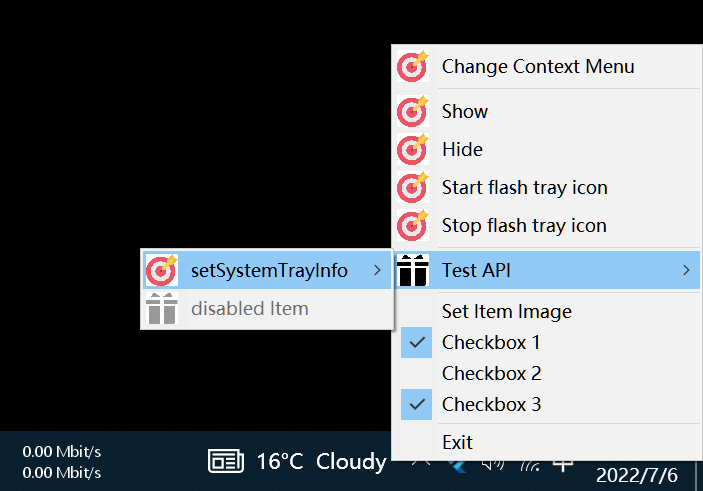 Change Context Menu
Show
Hide
Start flash tray icon
Stop flash tray icon
setSystemTrayInfo
Test API
disabled Item
Set Item Image
Checkbox 1
Checkbox 2
Checkbox 3
Exit
0.00 Mbit/s
0.00 Mbit/s
16°C Cloudy
中
2022/7/6